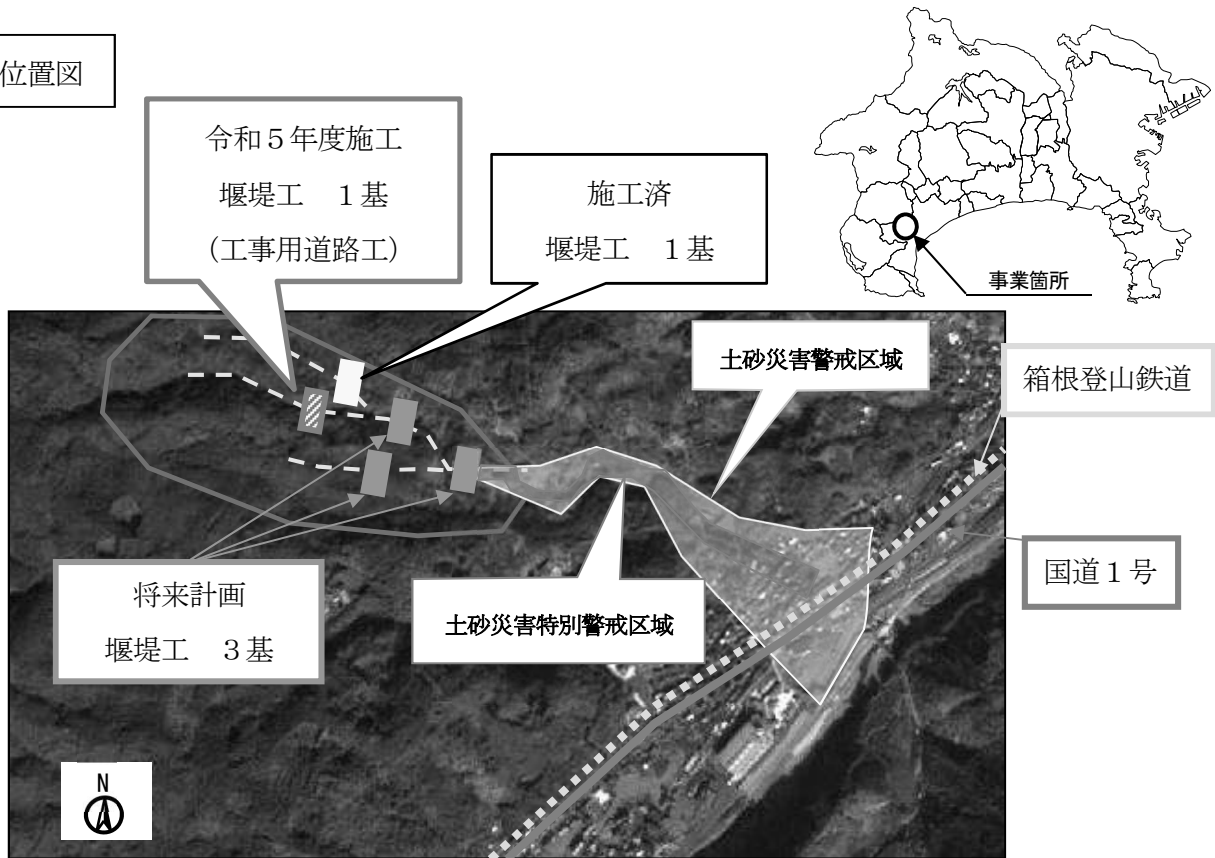 位置図
令和５年度施工
堰堤工　１基
(工事用道路工)
施工済
堰堤工　１基
事業箇所
土砂災害警戒区域
箱根登山鉄道
国道１号
土砂災害特別警戒区域
将来計画
堰堤工　３基
N